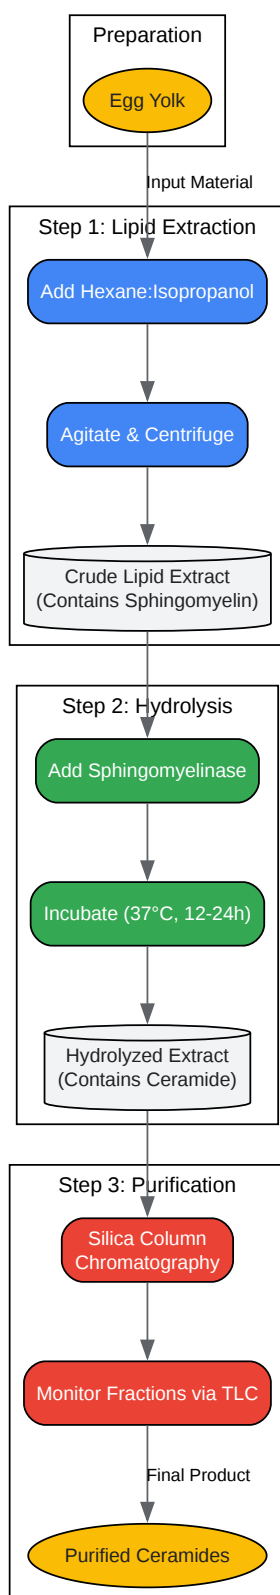 Preparation
Egg Yolk
Input Material
Step 1: Lipid Extraction
Add Hexane:Isopropanol
Agitate & Centrifuge
Crude Lipid Extract
(Contains Sphingomyelin)
Step 2: Hydrolysis
Add Sphingomyelinase
Incubate (37°C, 12-24h)
Hydrolyzed Extract
(Contains Ceramide)
Step 3: Purification
Silica Column
Chromatography
Monitor Fractions via TLC
Final Product
Purified Ceramides